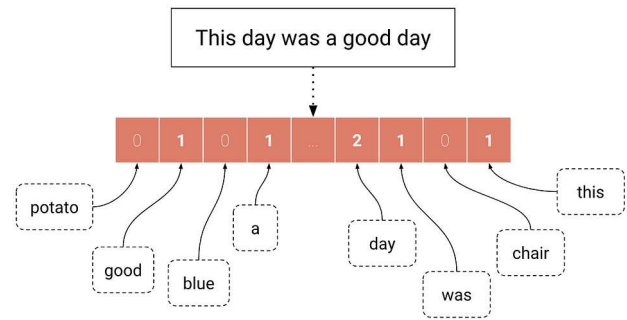 This day was a good day
0 1 0 1 ... 2 1 0 1
potato
good
blue
a
day
was
chair
this